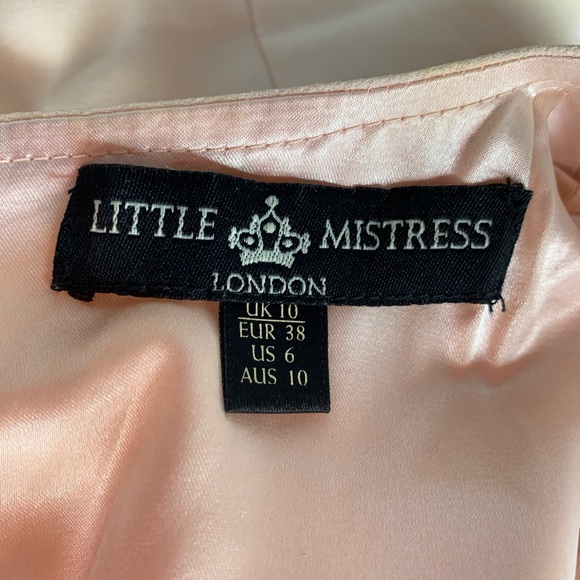 LITTLE MISTRESS
LONDON
UK 10
EUR 38
US 6
AUS 10